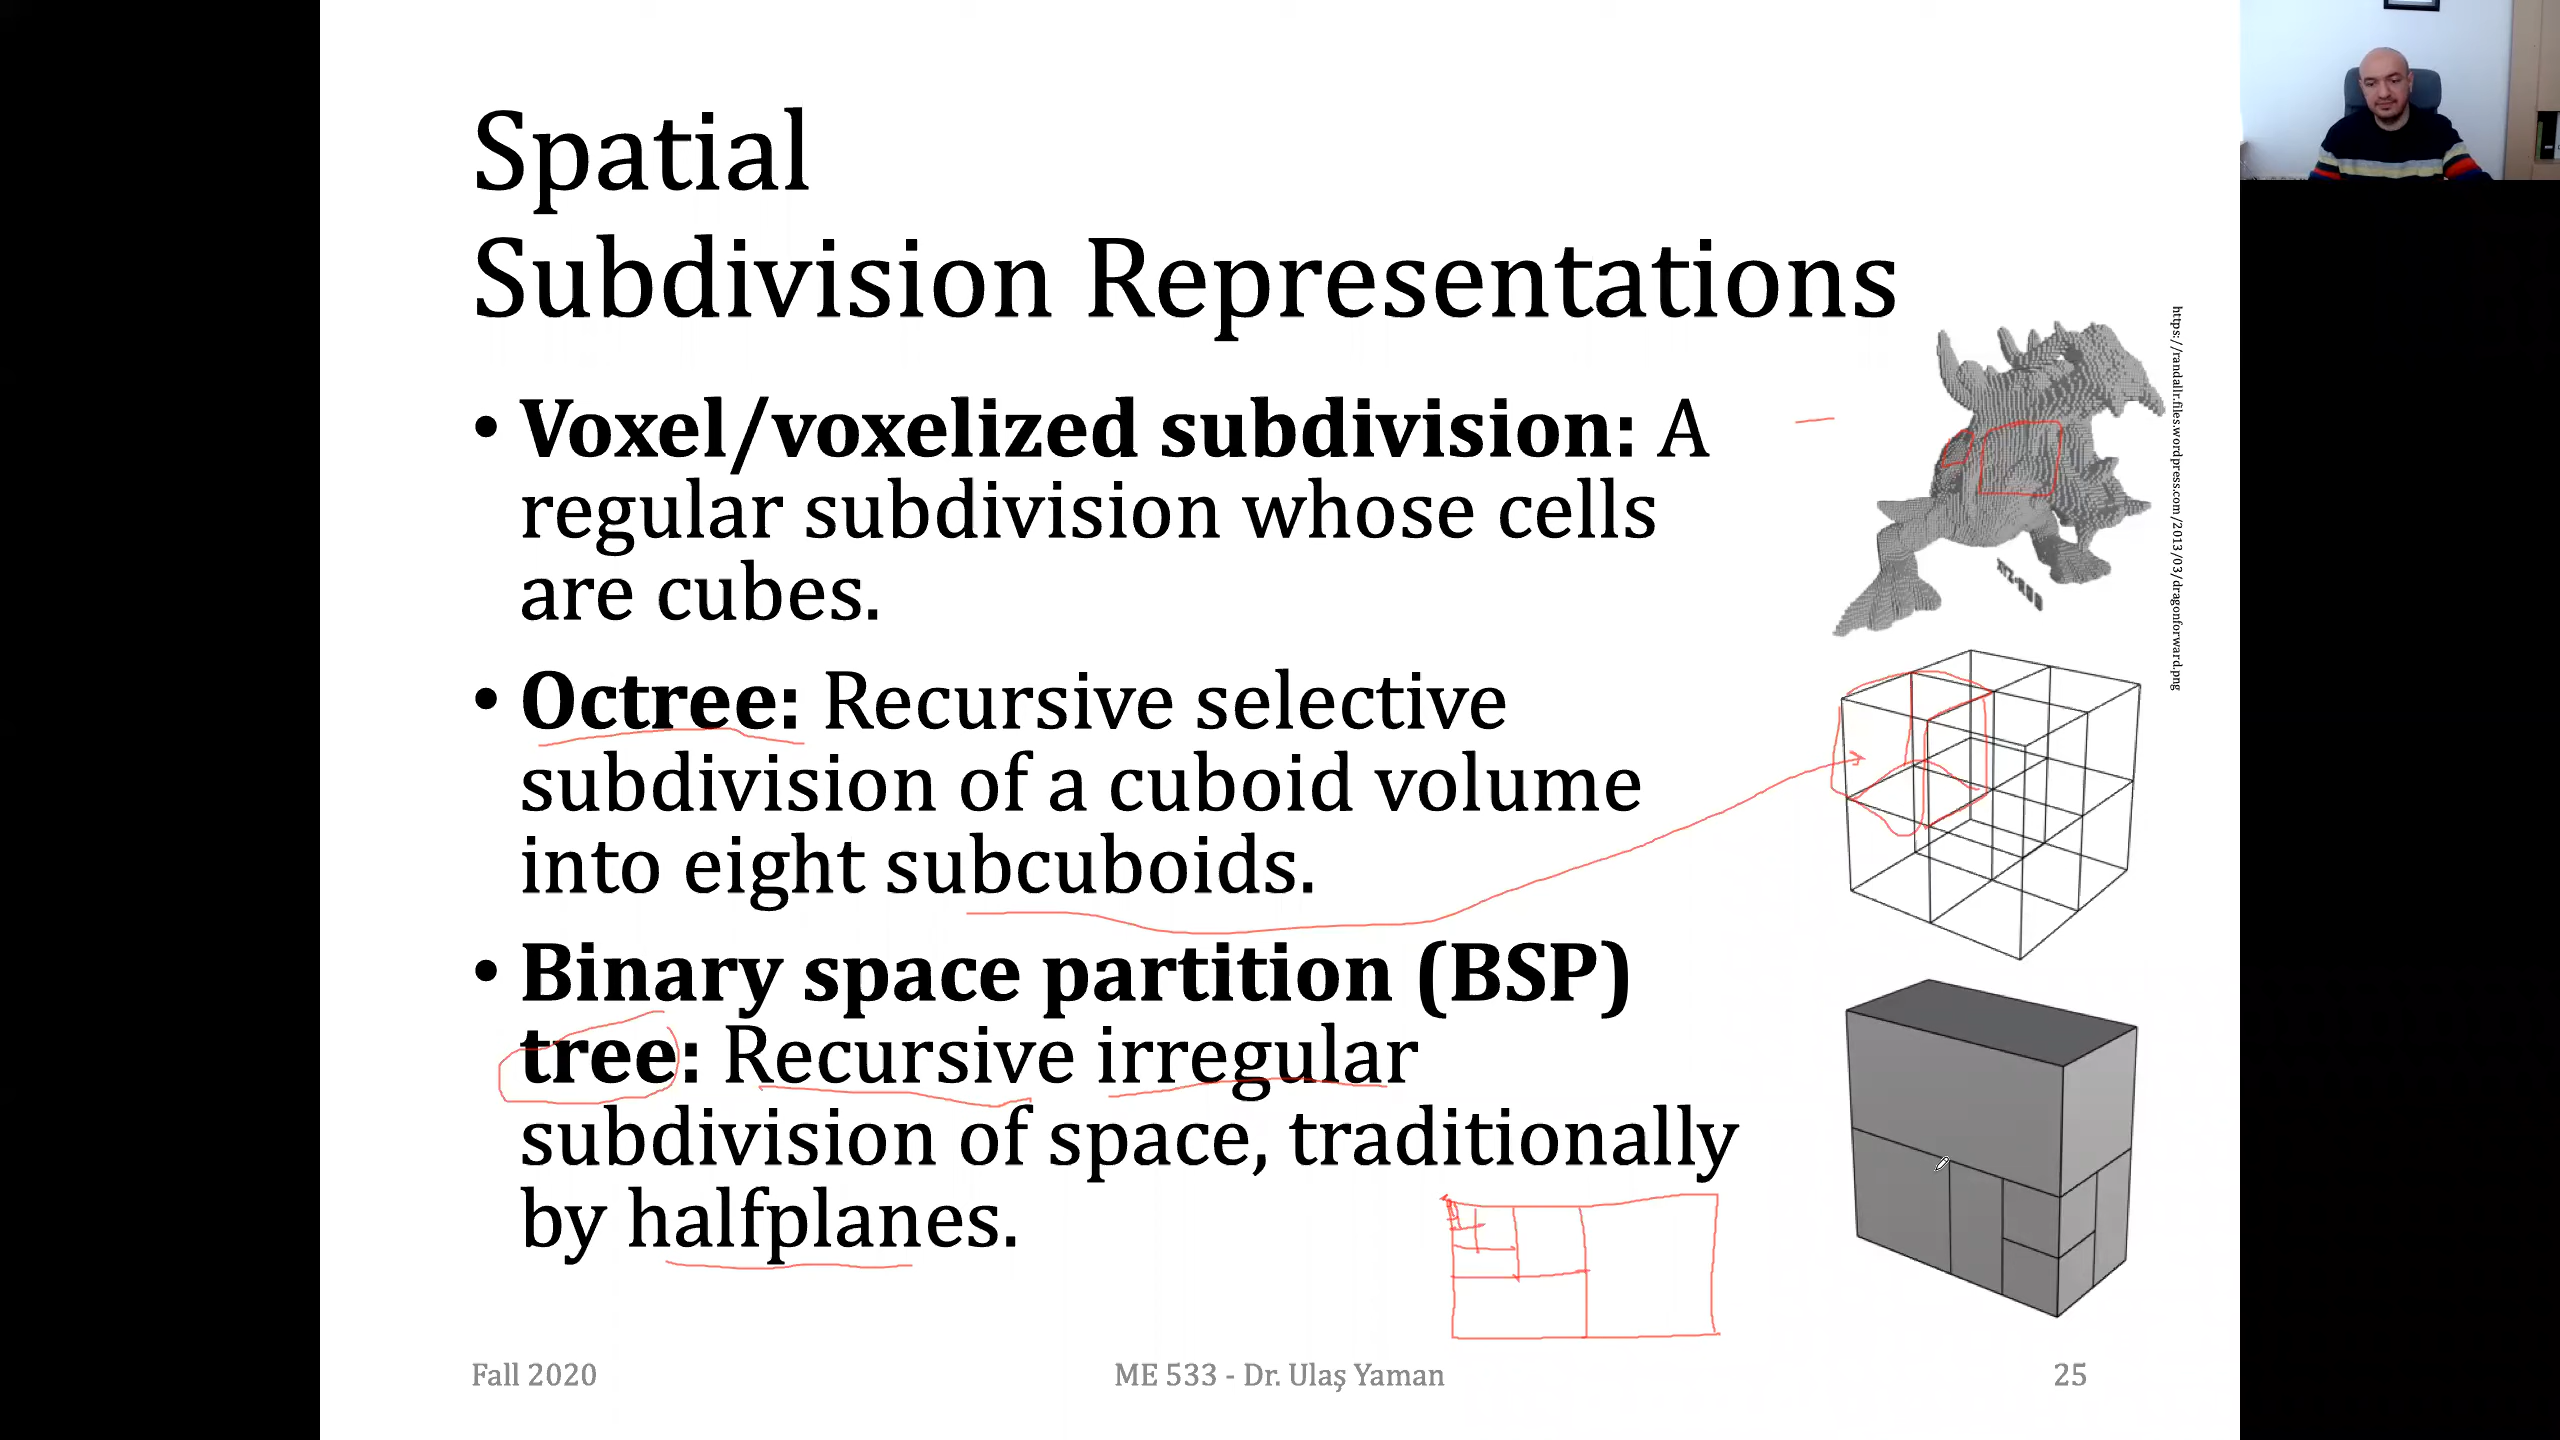 Spatial
Subdivision Representations
• Voxel/voxelized subdivision: A
regular subdivision whose cells
are cubes.
• Octree: Recursive selective
subdivision of a cuboid volume
into eight subcuboids.
• Binary space partition (BSP)
tree: Recursive irregular
subdivision of space, traditionally
by halfplanes.
https://randallr.files.wordpress.com/2013/03/dragonforward.png
Fall 2020
ME 533 - Dr. Ulaş Yaman
25